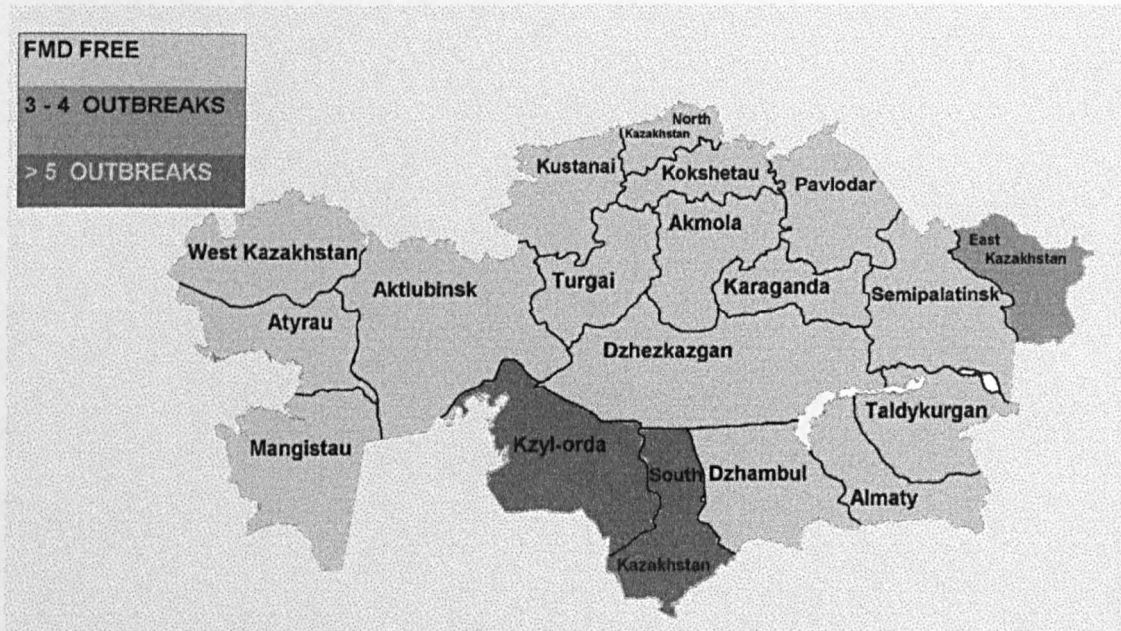 FMD FREE
3 - 4 OUTBREAKS
> 5 OUTBREAKS
North
Kazakhstan
Kustanai
Kokshetau
Pavlodar
Akmola
East
Kazakhstan
West Kazakhstan
Turgai
Karaganda
Aktlubinsk
Semipalatinsk
Atyrau
Dzhezkazgan
Taldykurgan
Mangistau
Kzyl-orda
South
Dzhambul
Almaty
Kazakhstan